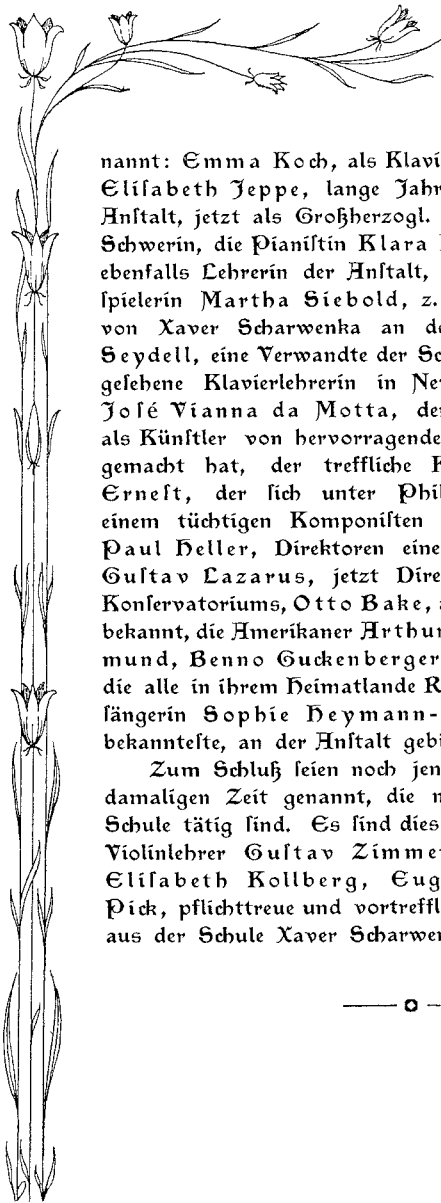 nannt: Emma Koch, als Klavi
Elisabeth Jeppe, lange Jahr
Anstalt, jetzt als Großherzogl.
Schwerin, die Pianistin Klara
ebenfalls Lehrerin der Anstalt,
spielerin Martha Siebold, z.
von Xaver Scharwenka an de
Seydell, eine Verwandte der Sc
gesehene Klavierlehrerin in Ne
José Vianna da Motta, de
als Künstler von hervorragende
gemacht hat, der treffliche
Ernest, der sich unter Phil
einem tüchtigen Komponisten
Paul Heller, Direktoren eine
Gustav Lazarus, jetzt Dire
Konservatoriums, Otto Bake,
bekannt, die Amerikaner Arthur
mund, Benno Guckenberger
die alle in ihrem Heimatlande R
sängerin Sophie Heymann-
bekannteste, an der Anstalt gebi
Zum Schluß seien noch jen
damaligen Zeit genannt, die n
Schule tätig sind. Es sind dies
Violinlehrer Gustav Zimme
Elisabeth Kollberg, Eug
Pick, pflichttreue und vortreffl
aus der Schule Xaver Scharwen